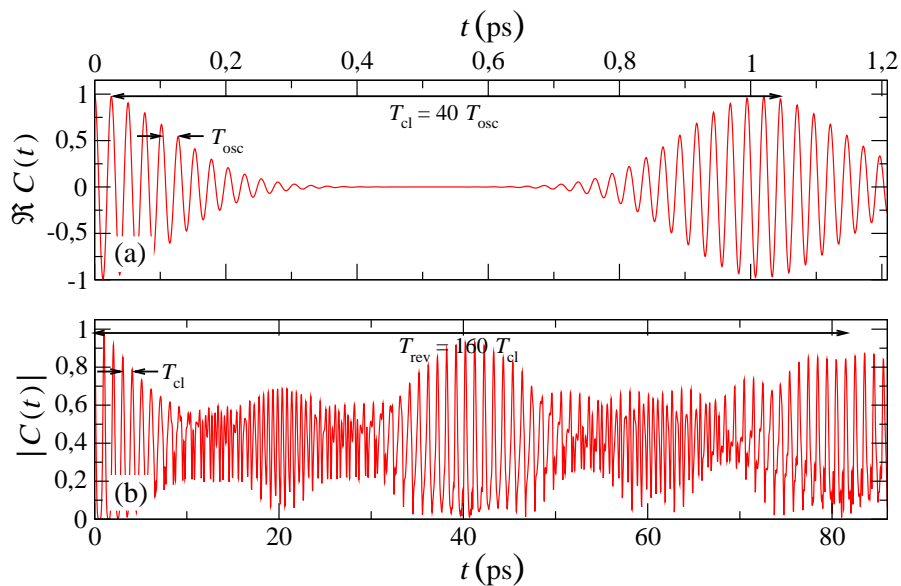 t (ps)
0 0,2 0,4 0,6 0,8 1 1,2
1
0,5
0
-0,5
-1
ℜ C(t)
T_cl = 40 T_osc
T_osc
(a)
1
0,8
0,6
0,4
0,2
0
|C(t)|
T_rev = 160 T_cl
T_cl
(b)
0 20 40 60 80
t (ps)